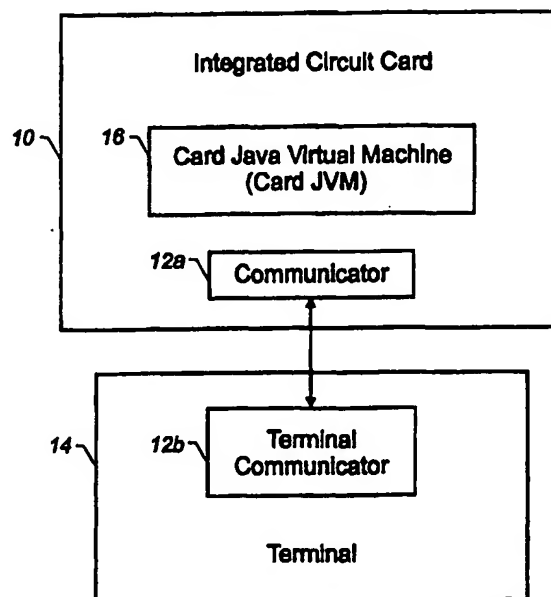 Integrated Circuit Card
10
16
Card Java Virtual Machine
(Card JVM)
12a
Communicator
14
12b
Terminal
Communicator
Terminal